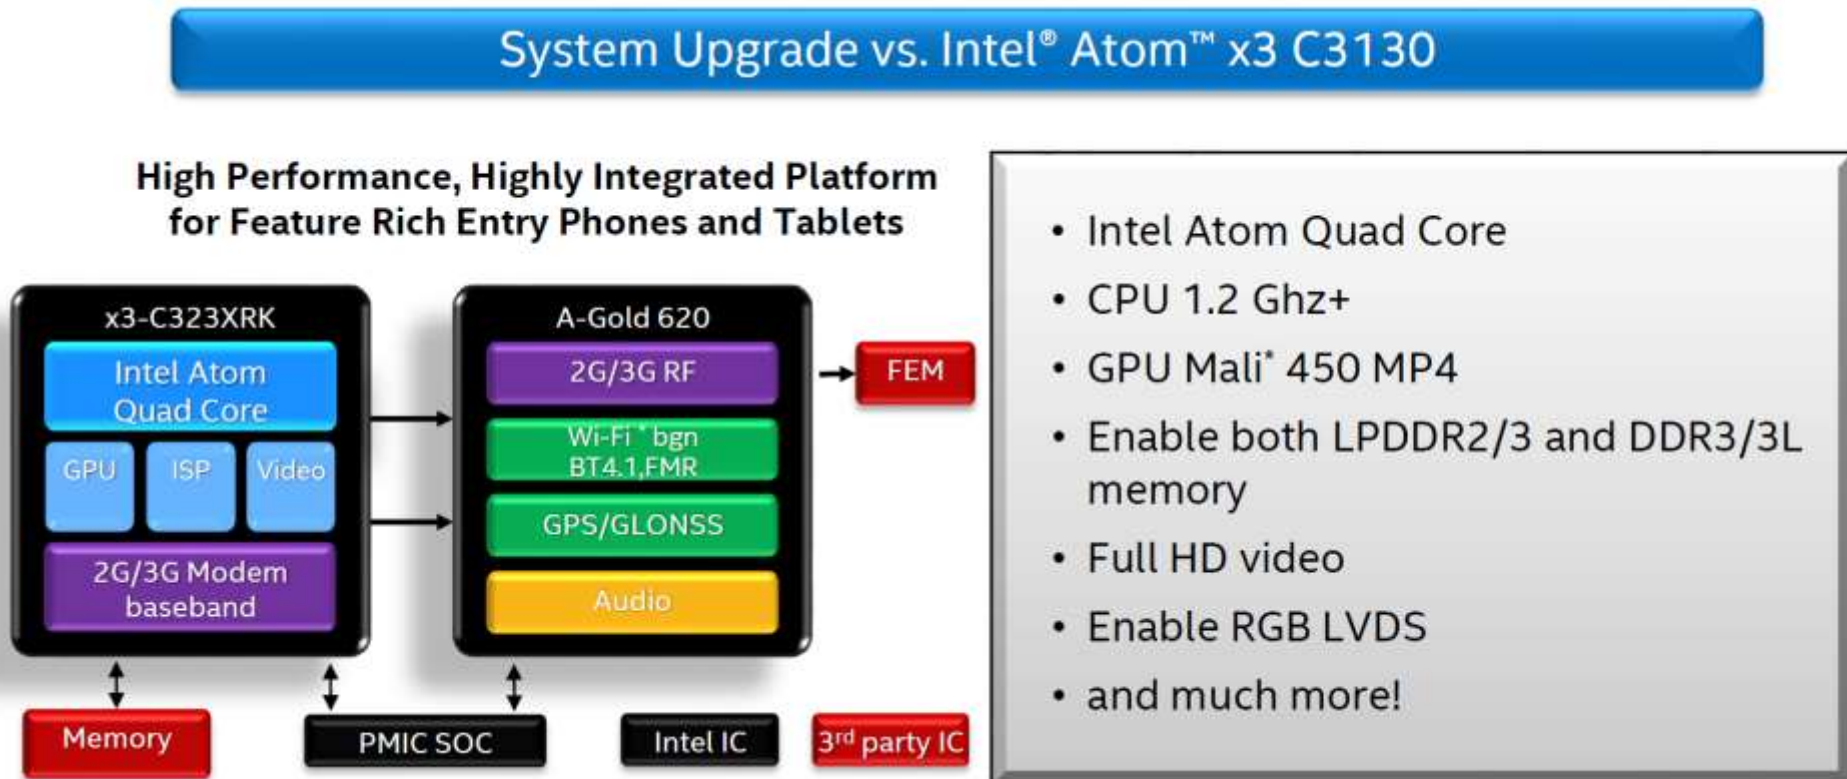 System Upgrade vs. Intel® Atom™ x3 C3130
High Performance, Highly Integrated Platform
for Feature Rich Entry Phones and Tablets
x3-C323XRK
Intel Atom
Quad Core
GPU
ISP
Video
2G/3G Modem
baseband
A-Gold 620
2G/3G RF
Wi-Fi * bgn
BT4.1,FMR
GPS/GLONSS
Audio
FEM
Memory
PMIC SOC
Intel IC
3rd party IC
• Intel Atom Quad Core
• CPU 1.2 Ghz+
• GPU Mali* 450 MP4
• Enable both LPDDR2/3 and DDR3/3L
memory
• Full HD video
• Enable RGB LVDS
• and much more!